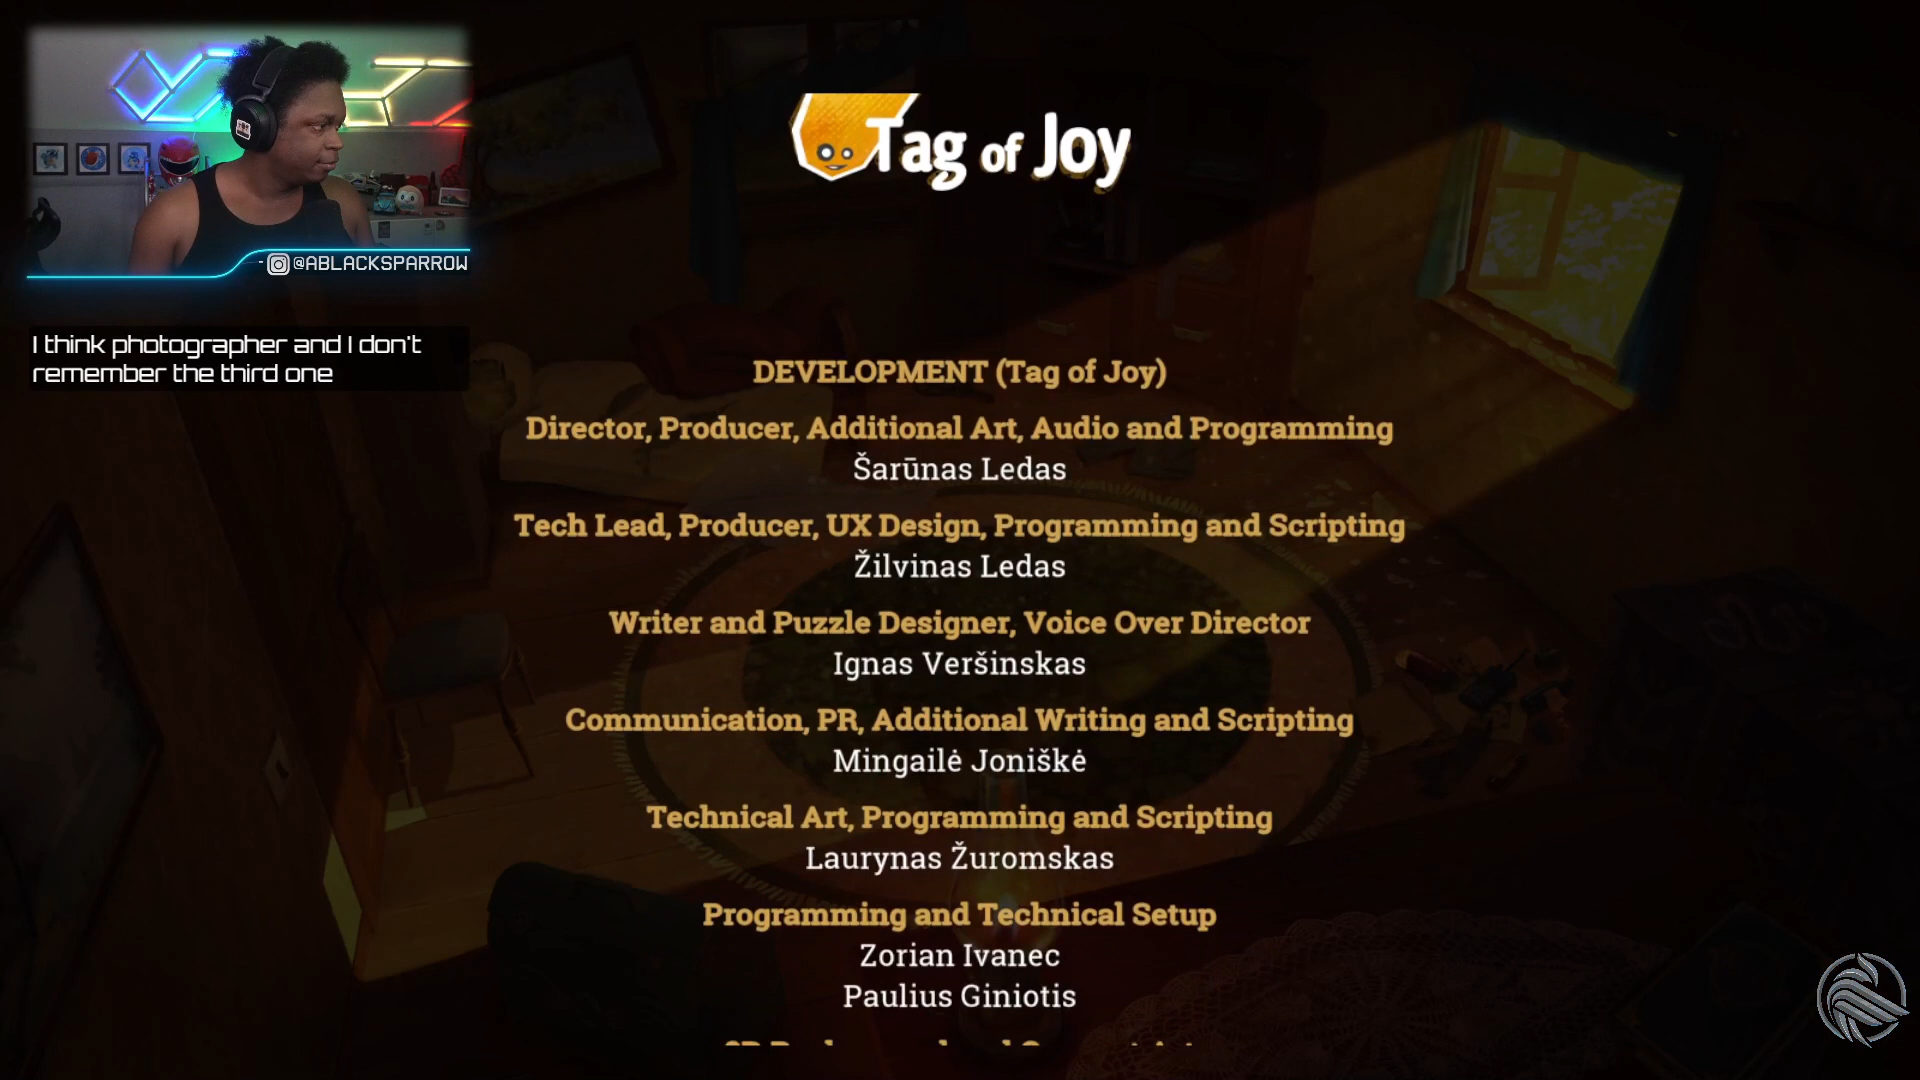 @ABLACKSPARROW
I think photographer and I don't
remember the third one
Tag of Joy
DEVELOPMENT (Tag of Joy)
Director, Producer, Additional Art, Audio and Programming
Šarūnas Ledas
Tech Lead, Producer, UX Design, Programming and Scripting
Žilvinas Ledas
Writer and Puzzle Designer, Voice Over Director
Ignas Veršinskas
Communication, PR, Additional Writing and Scripting
Mingailė Joniškė
Technical Art, Programming and Scripting
Laurynas Žuromskas
Programming and Technical Setup
Zorian Ivanec
Paulius Giniotis